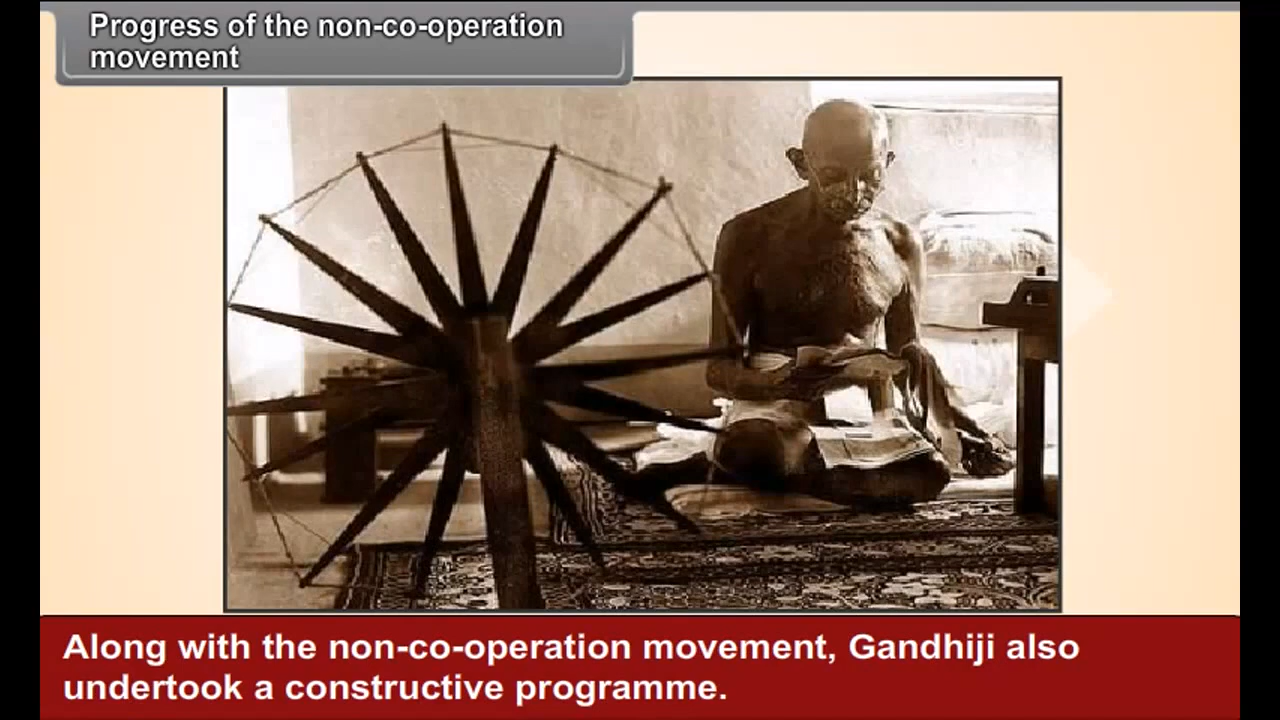 Progress of the non-co-operation
movement
Along with the non-co-operation movement, Gandhiji also
undertook a constructive programme.